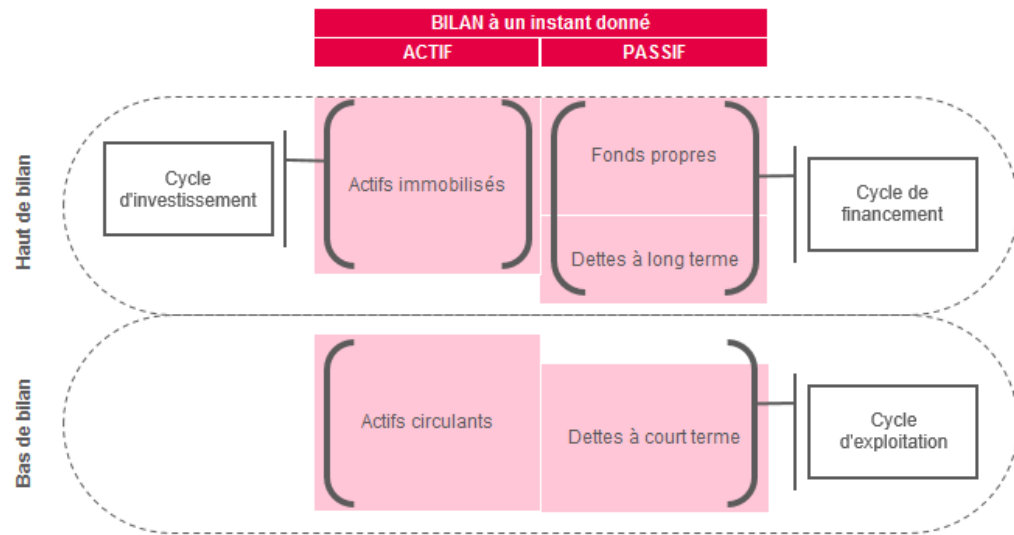 BILAN à un instant donné
ACTIF
PASSIF
Haut de bilan
Cycle
d'investissement
Actifs immobilisés
Fonds propres
Dettes à long terme
Cycle de
financement
Bas de bilan
Actifs circulants
Dettes à court terme
Cycle
d'exploitation